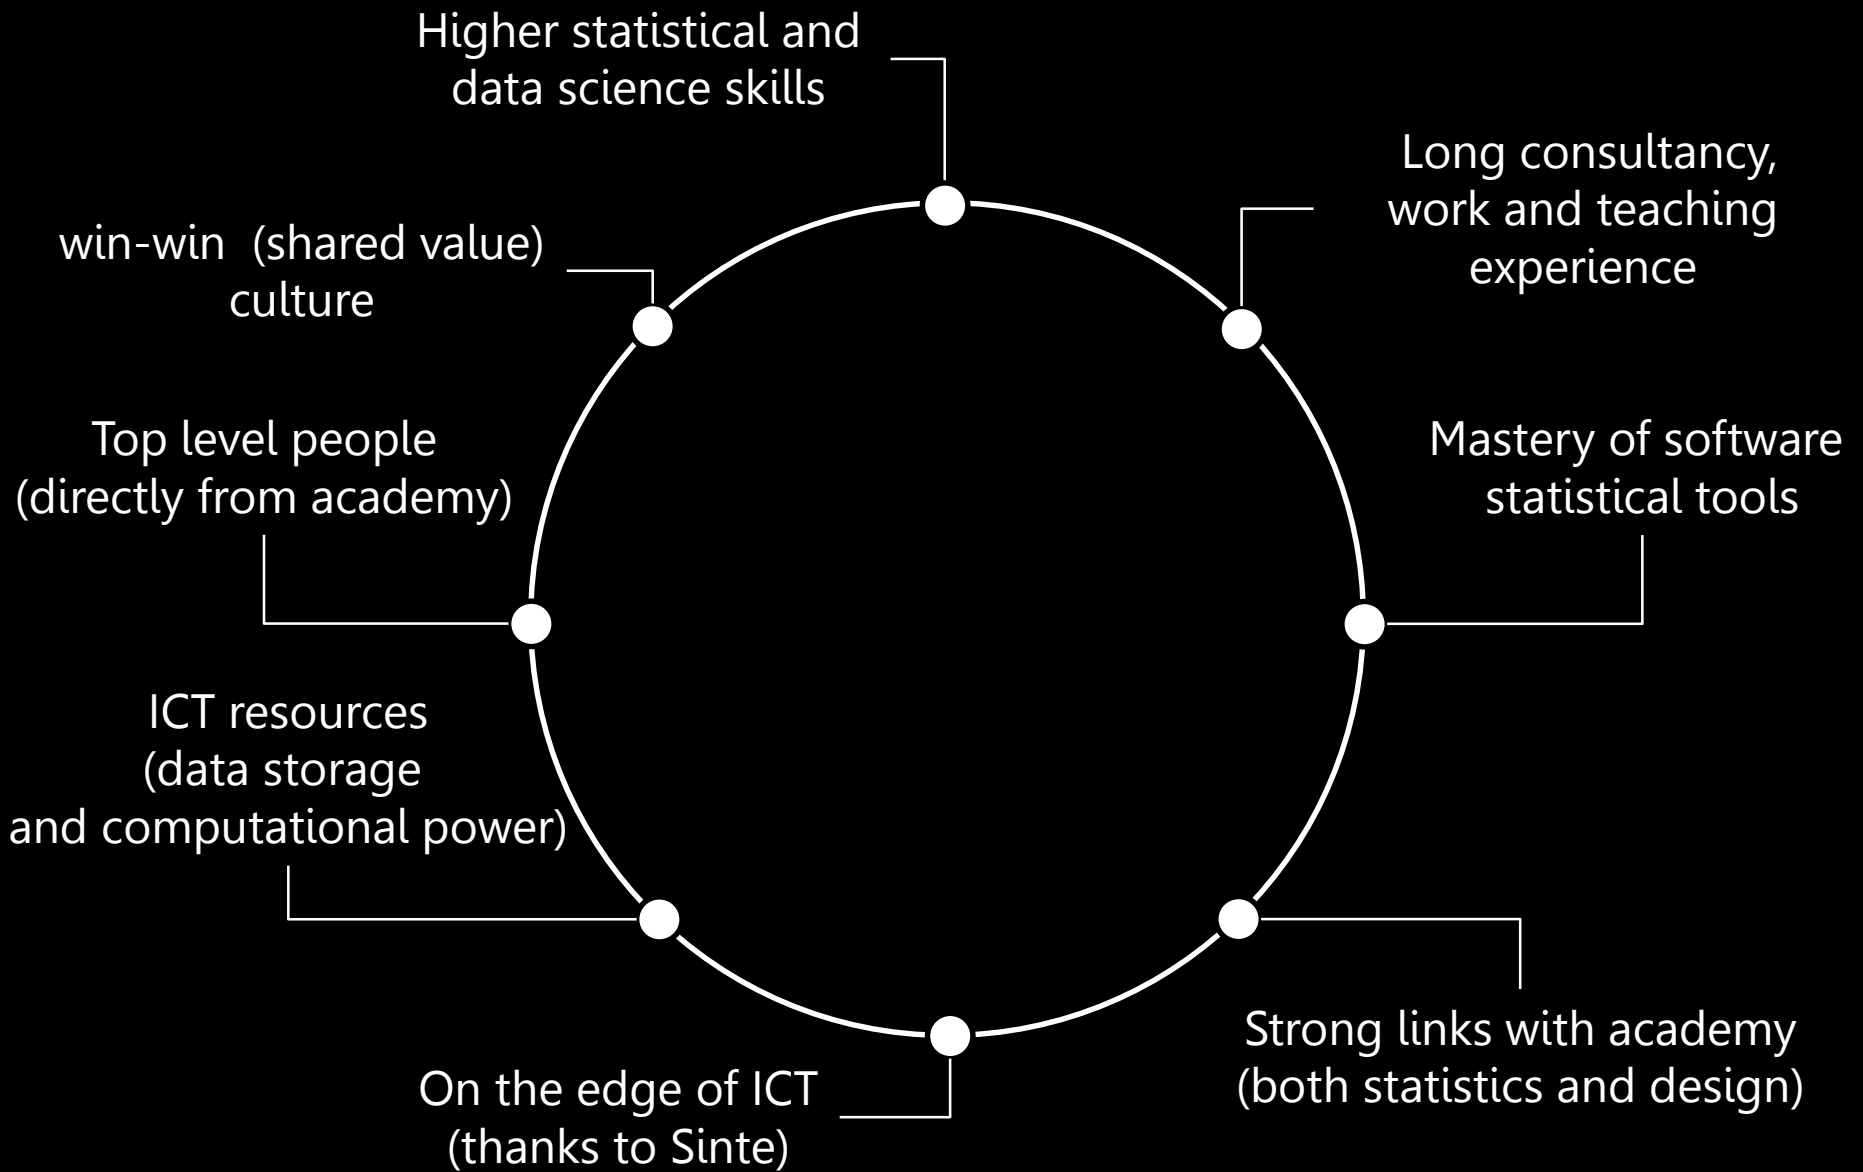 Higher statistical and
data science skills
Long consultancy,
work and teaching
experience
Mastery of software
statistical tools
Strong links with academy
(both statistics and design)
On the edge of ICT
(thanks to Sinte)
ICT resources
(data storage
and computational power)
Top level people
(directly from academy)
win-win  (shared value)
culture